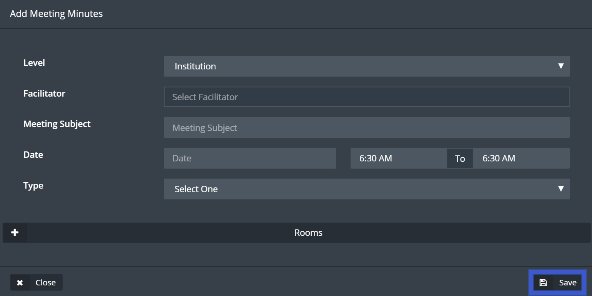 Add Meeting Minutes
Level
Institution
Facilitator
Select Facilitator
Meeting Subject
Meeting Subject
Date
Date
6:30 AM
To
6:30 AM
Type
Select One
Rooms
Close
Save